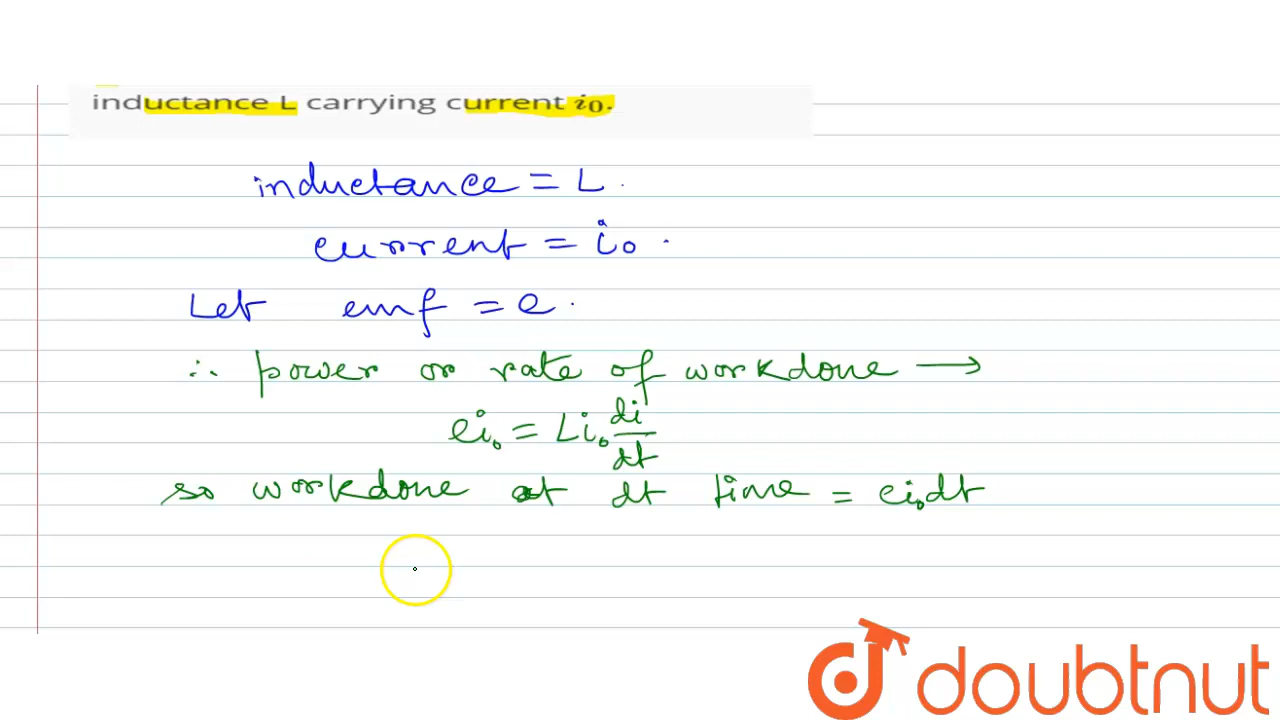 inductance L carrying current i₀.
inductance = L.
current = i₀.
Let emf = e.
∴ power or rate of workdone →
ei₀ = Li₀ di/dt
so workdone at dt time = ei₀dt
doubtnut